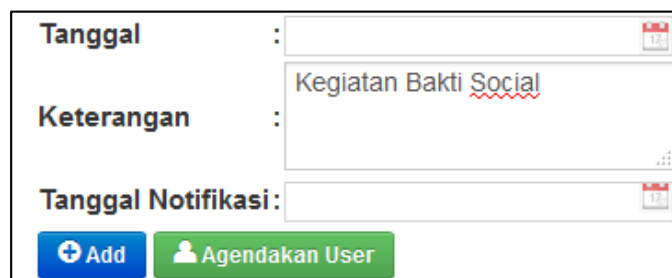 Tanggal :
Kegiatan Bakti Social
Keterangan :
Tanggal Notifikasi :
Add Agendakan User